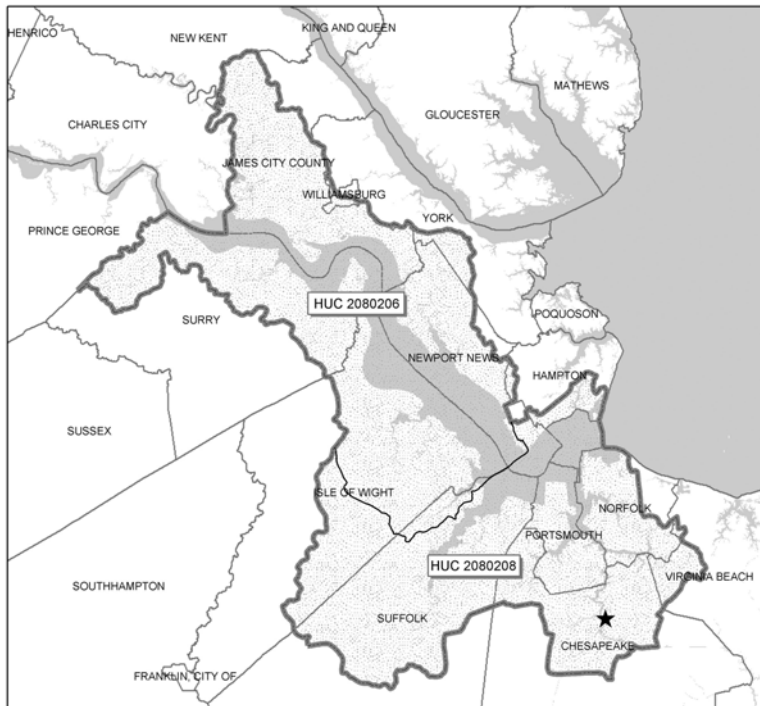 HENRICO
NEW KENT
KING AND QUEEN
MATHEWS
GLOUCESTER
CHARLES CITY
JAMES CITY COUNTY
WILLIAMSBURG
YORK
PRINCE GEORGE
HUC 2080206
POQUOSON
SURRY
NEWPORT NEWS
HAMPTON
SUSSEX
ISLE OF WIGHT
NORFOLK
PORTSMOUTH
HUC 2080208
VIRGINIA BEACH
SOUTHHAMPTON
SUFFOLK
CHESAPEAKE
FRANKLIN, CITY OF